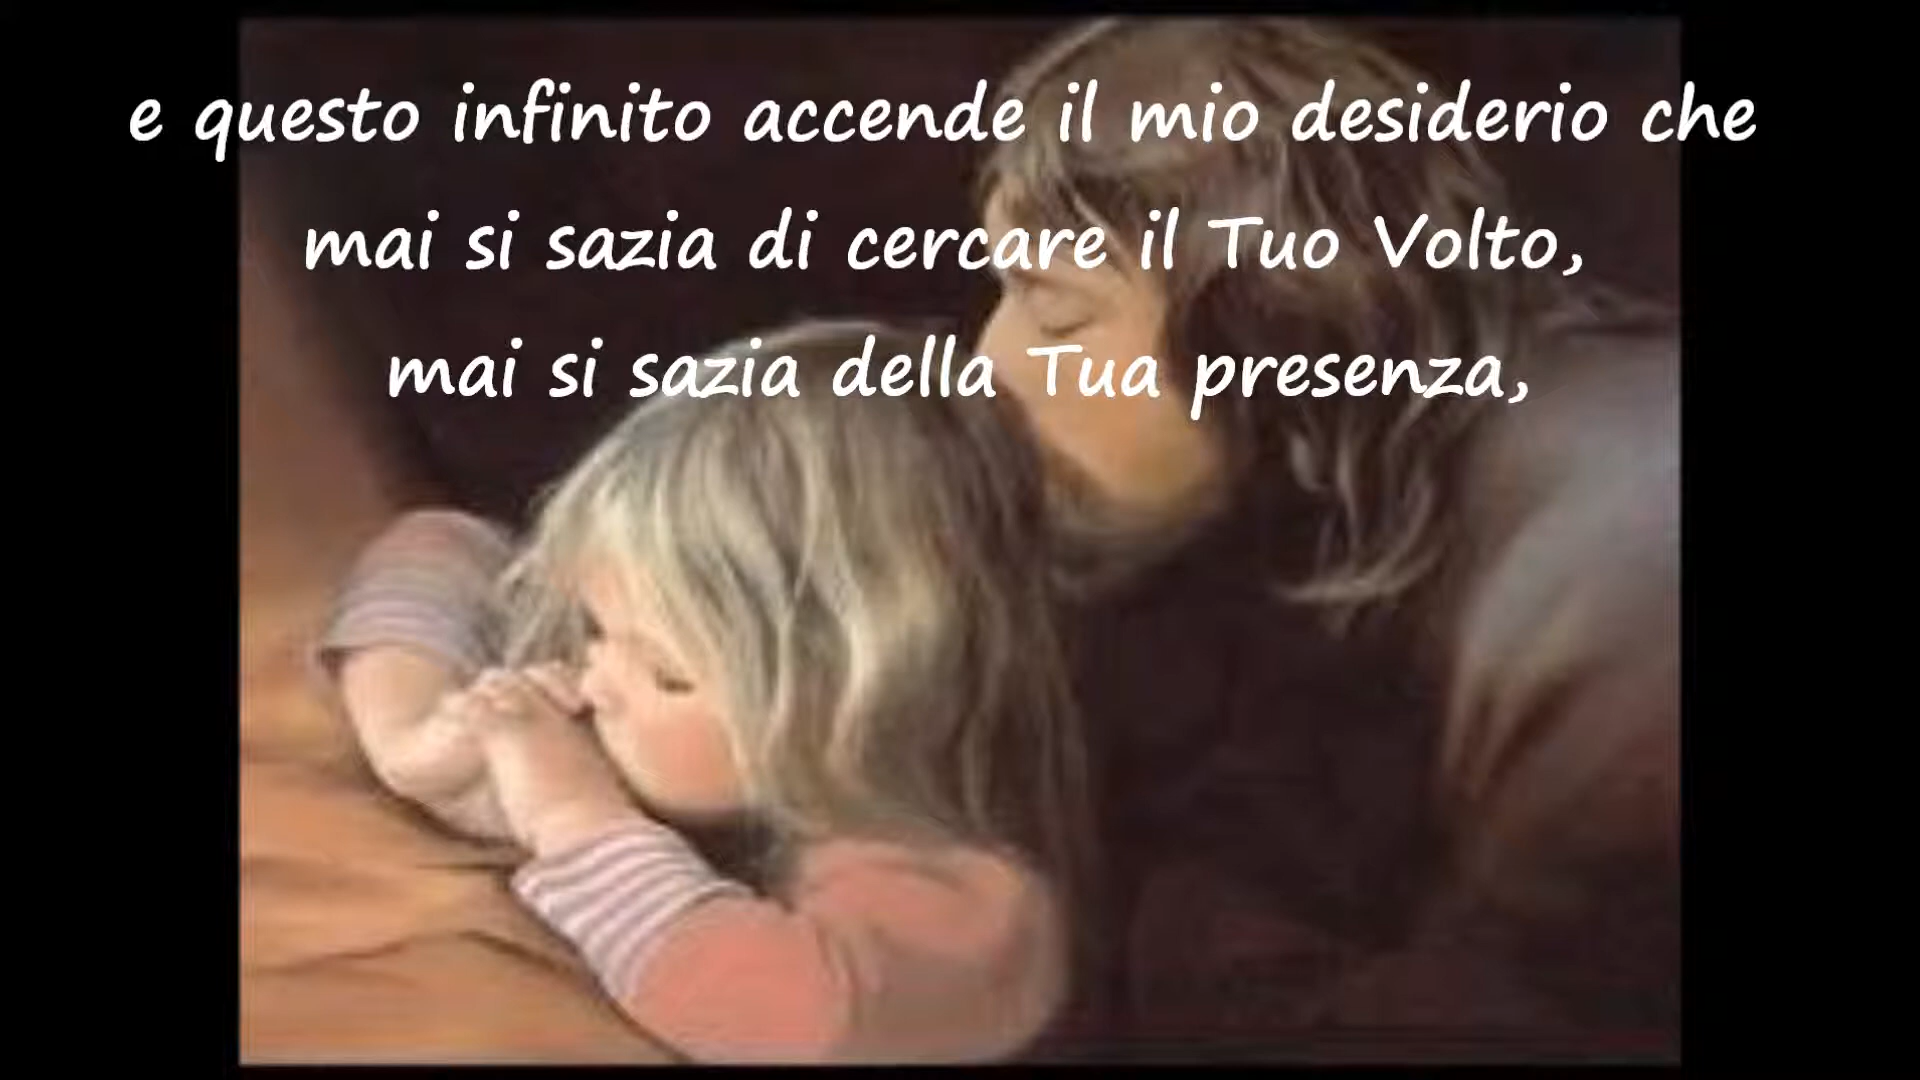 e questo infinito accende il mio desiderio che
mai si sazia di cercare il Tuo Volto,
mai si sazia della Tua presenza,